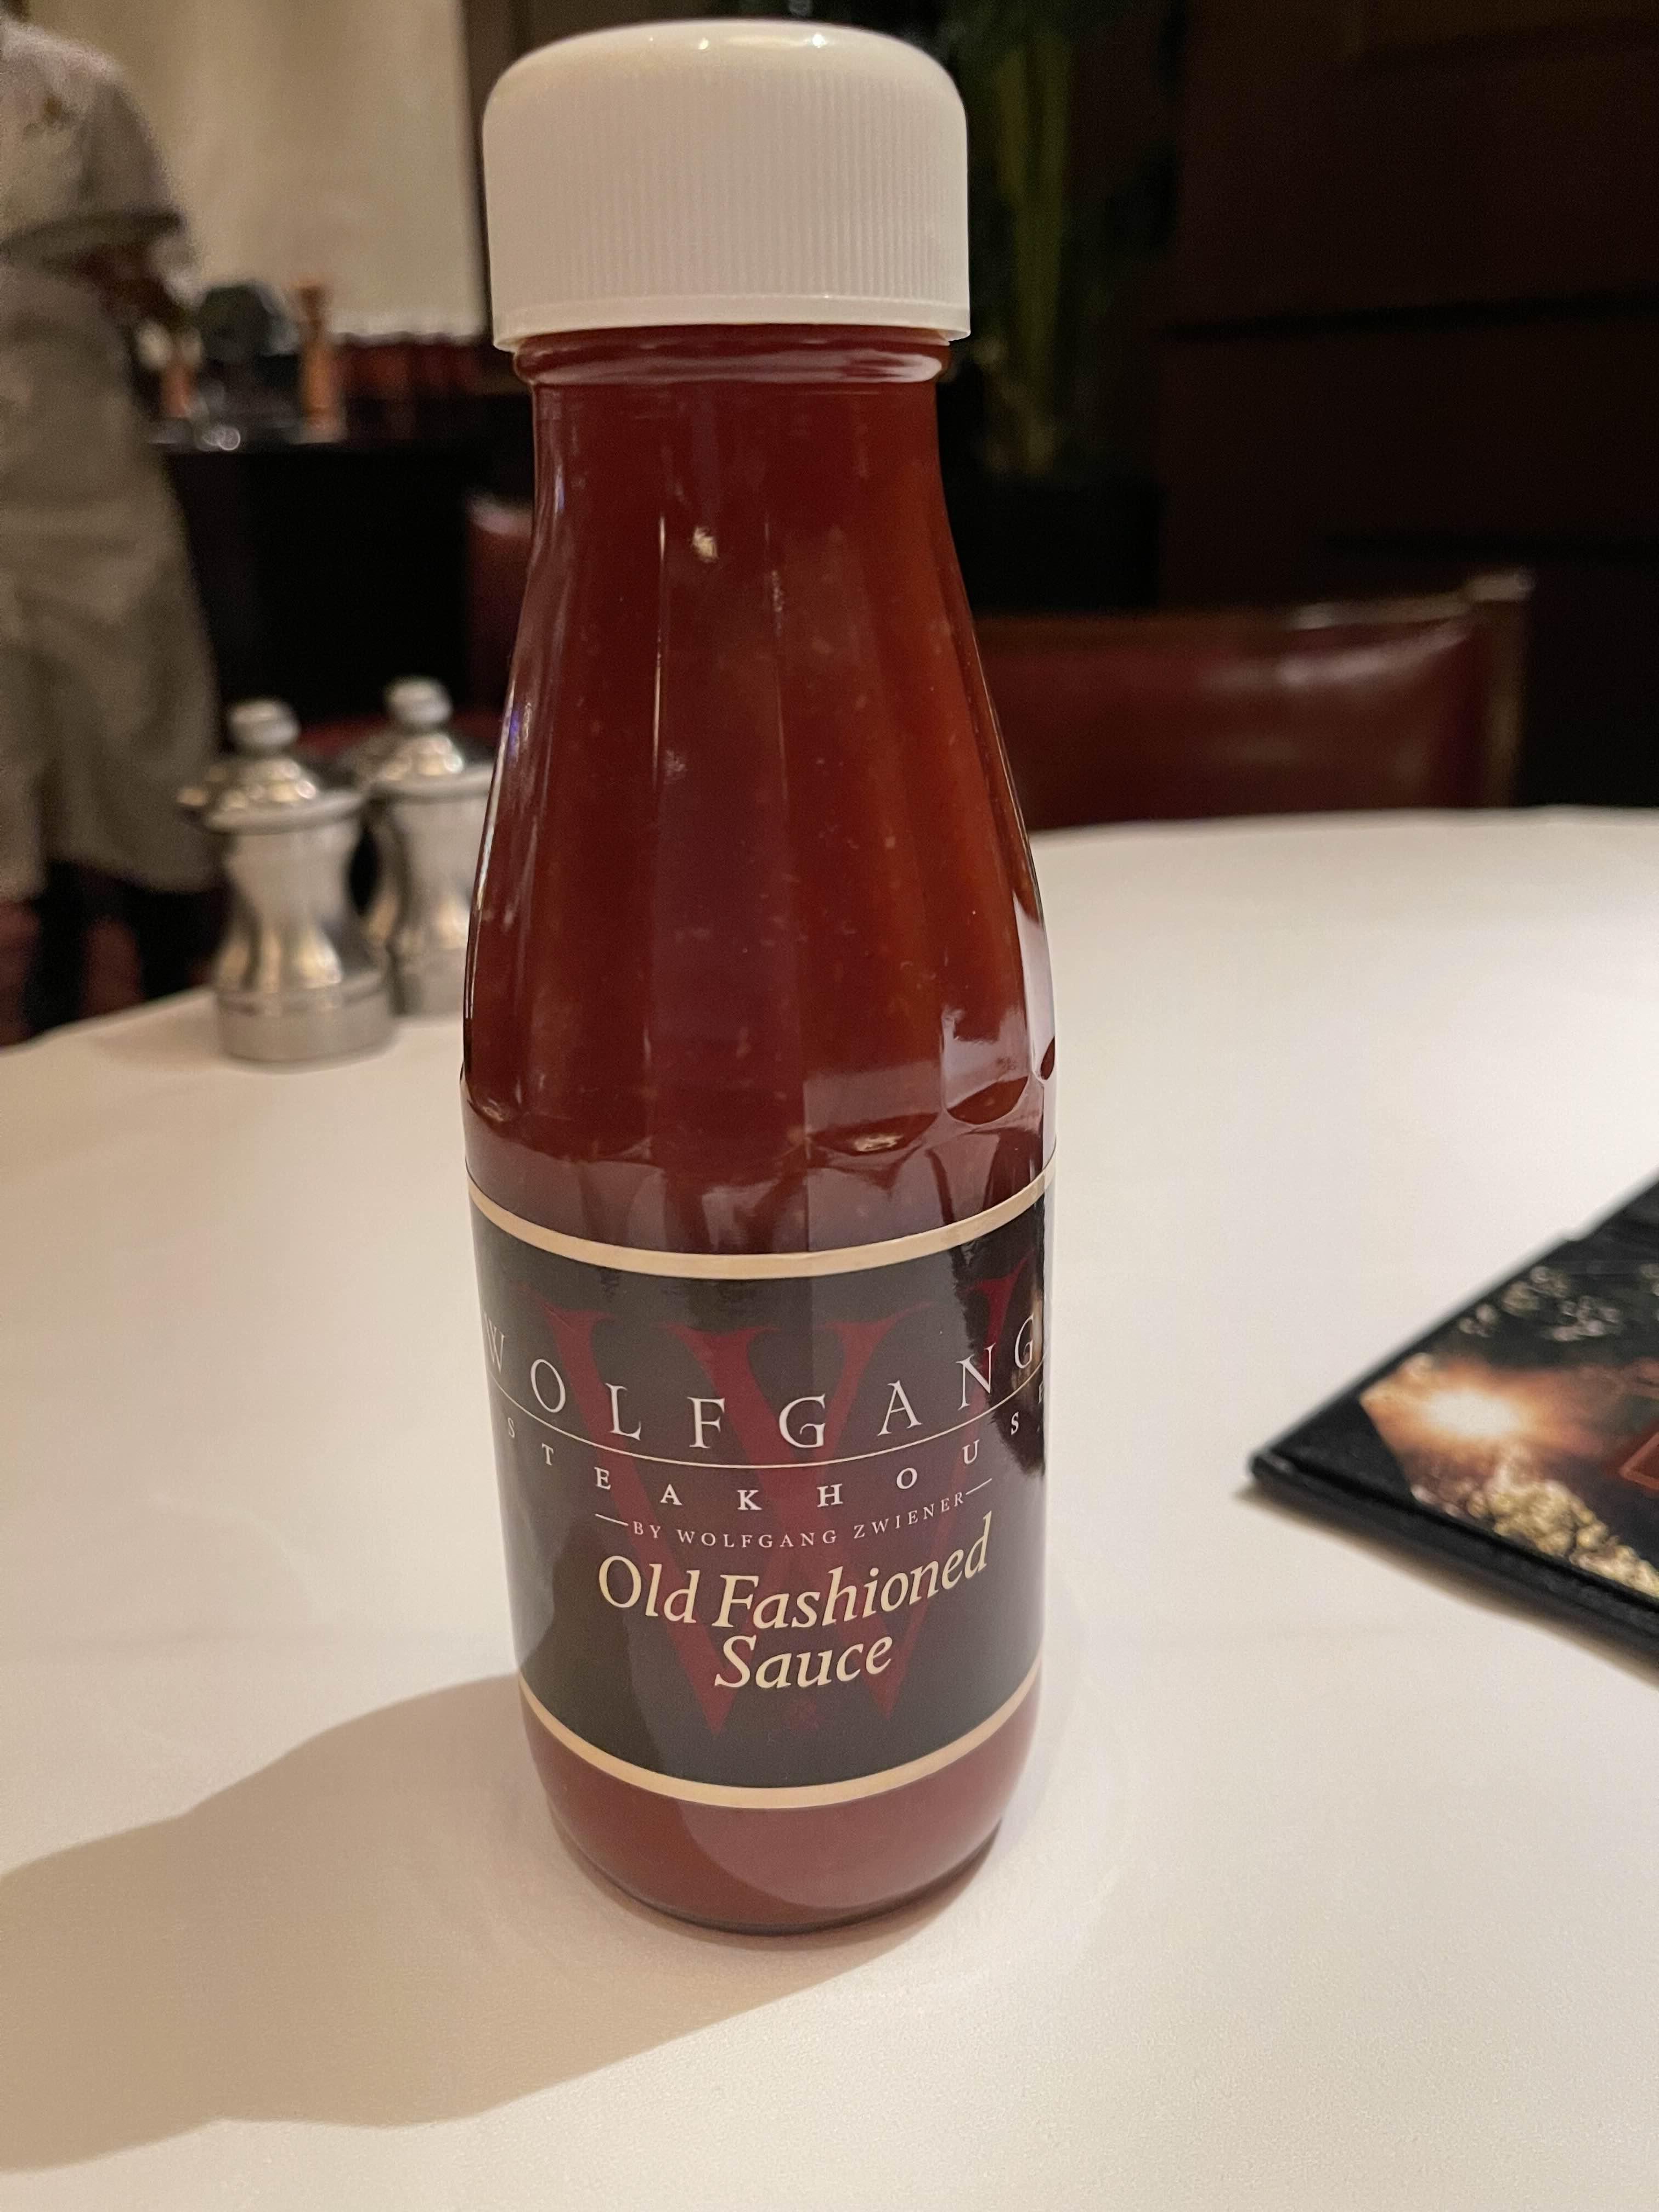 WOLFGANG
STEAKHOUSE
BY WOLFGANG ZWIENER
Old Fashioned
Sauce